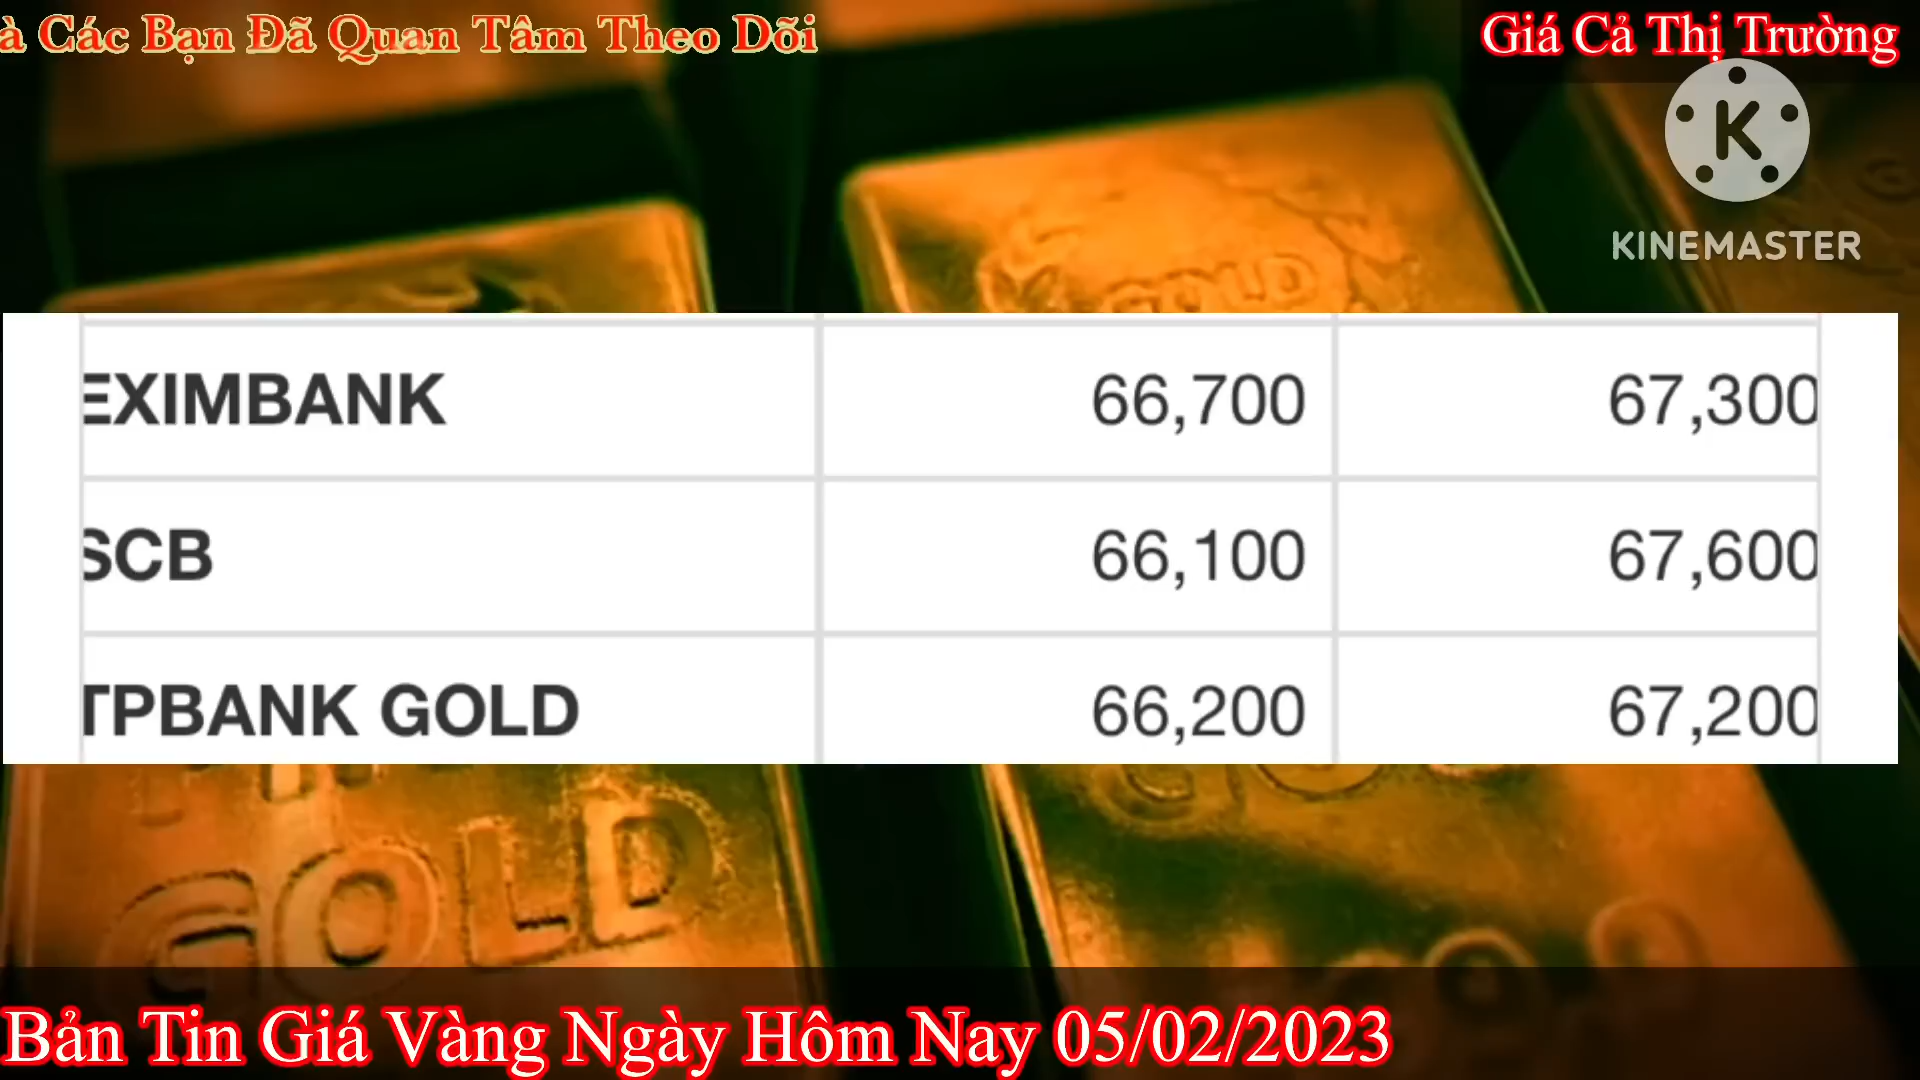 à Các Bạn Đã Quan Tâm Theo Dõi
Giá Cả Thị Trường
K
KINEMASTER
GOLD
EXIMBANK 66,700 67,300
SCB 66,100 67,600
TPBANK GOLD 66,200 67,200
GOLD
Bản Tin Giá Vàng Ngày Hôm Nay 05/02/2023